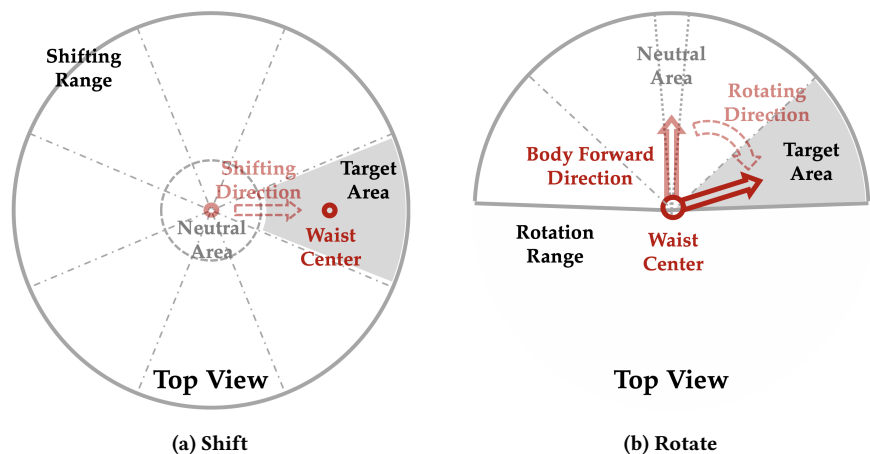 Shifting
Range
Shifting
Direction
Target
Area
Neutral
Area
Waist
Center
Top View
(a) Shift
Neutral
Area
Rotating
Direction
Body Forward
Direction
Target
Area
Rotation
Range
Waist
Center
Top View
(b) Rotate